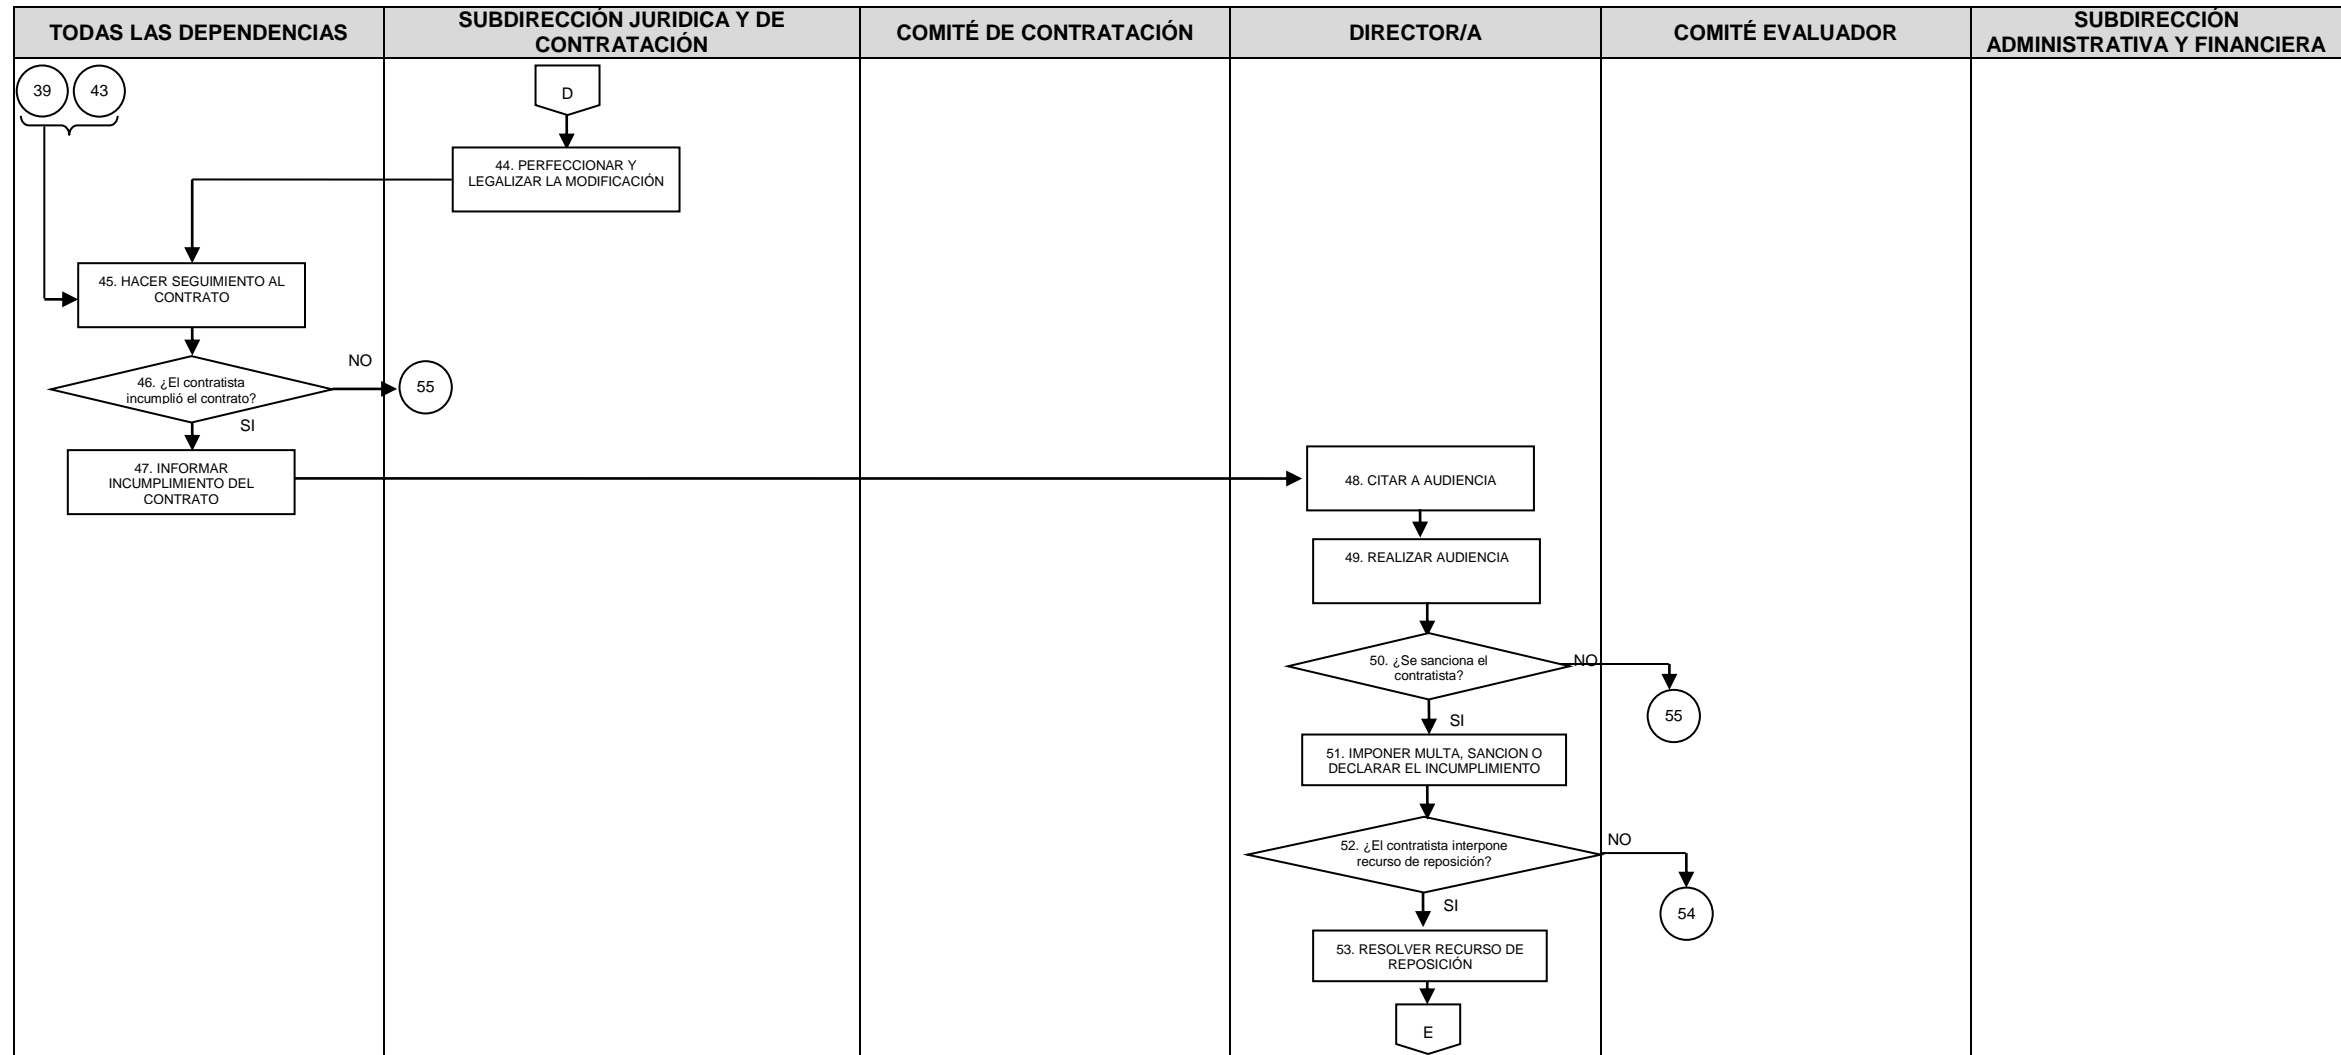 TODAS LAS DEPENDENCIAS
SUBDIRECCIÓN JURIDICA Y DE
CONTRATACIÓN
COMITÉ DE CONTRATACIÓN
DIRECTOR/A
COMITÉ EVALUADOR
SUBDIRECCIÓN
ADMINISTRATIVA Y FINANCIERA
39
43
D
44. PERFECCIONAR Y
LEGALIZAR LA MODIFICACIÓN
45. HACER SEGUIMIENTO AL
CONTRATO
46. ¿El contratista
incumplió el contrato?
NO
55
SI
47. INFORMAR
INCUMPLIMIENTO DEL
CONTRATO
48. CITAR A AUDIENCIA
49. REALIZAR AUDIENCIA
50. ¿Se sanciona el
contratista?
NO
55
SI
51. IMPONER MULTA, SANCION O
DECLARAR EL INCUMPLIMIENTO
52. ¿El contratista interpone
recurso de reposición?
NO
54
SI
53. RESOLVER RECURSO DE
REPOSICIÓN
E